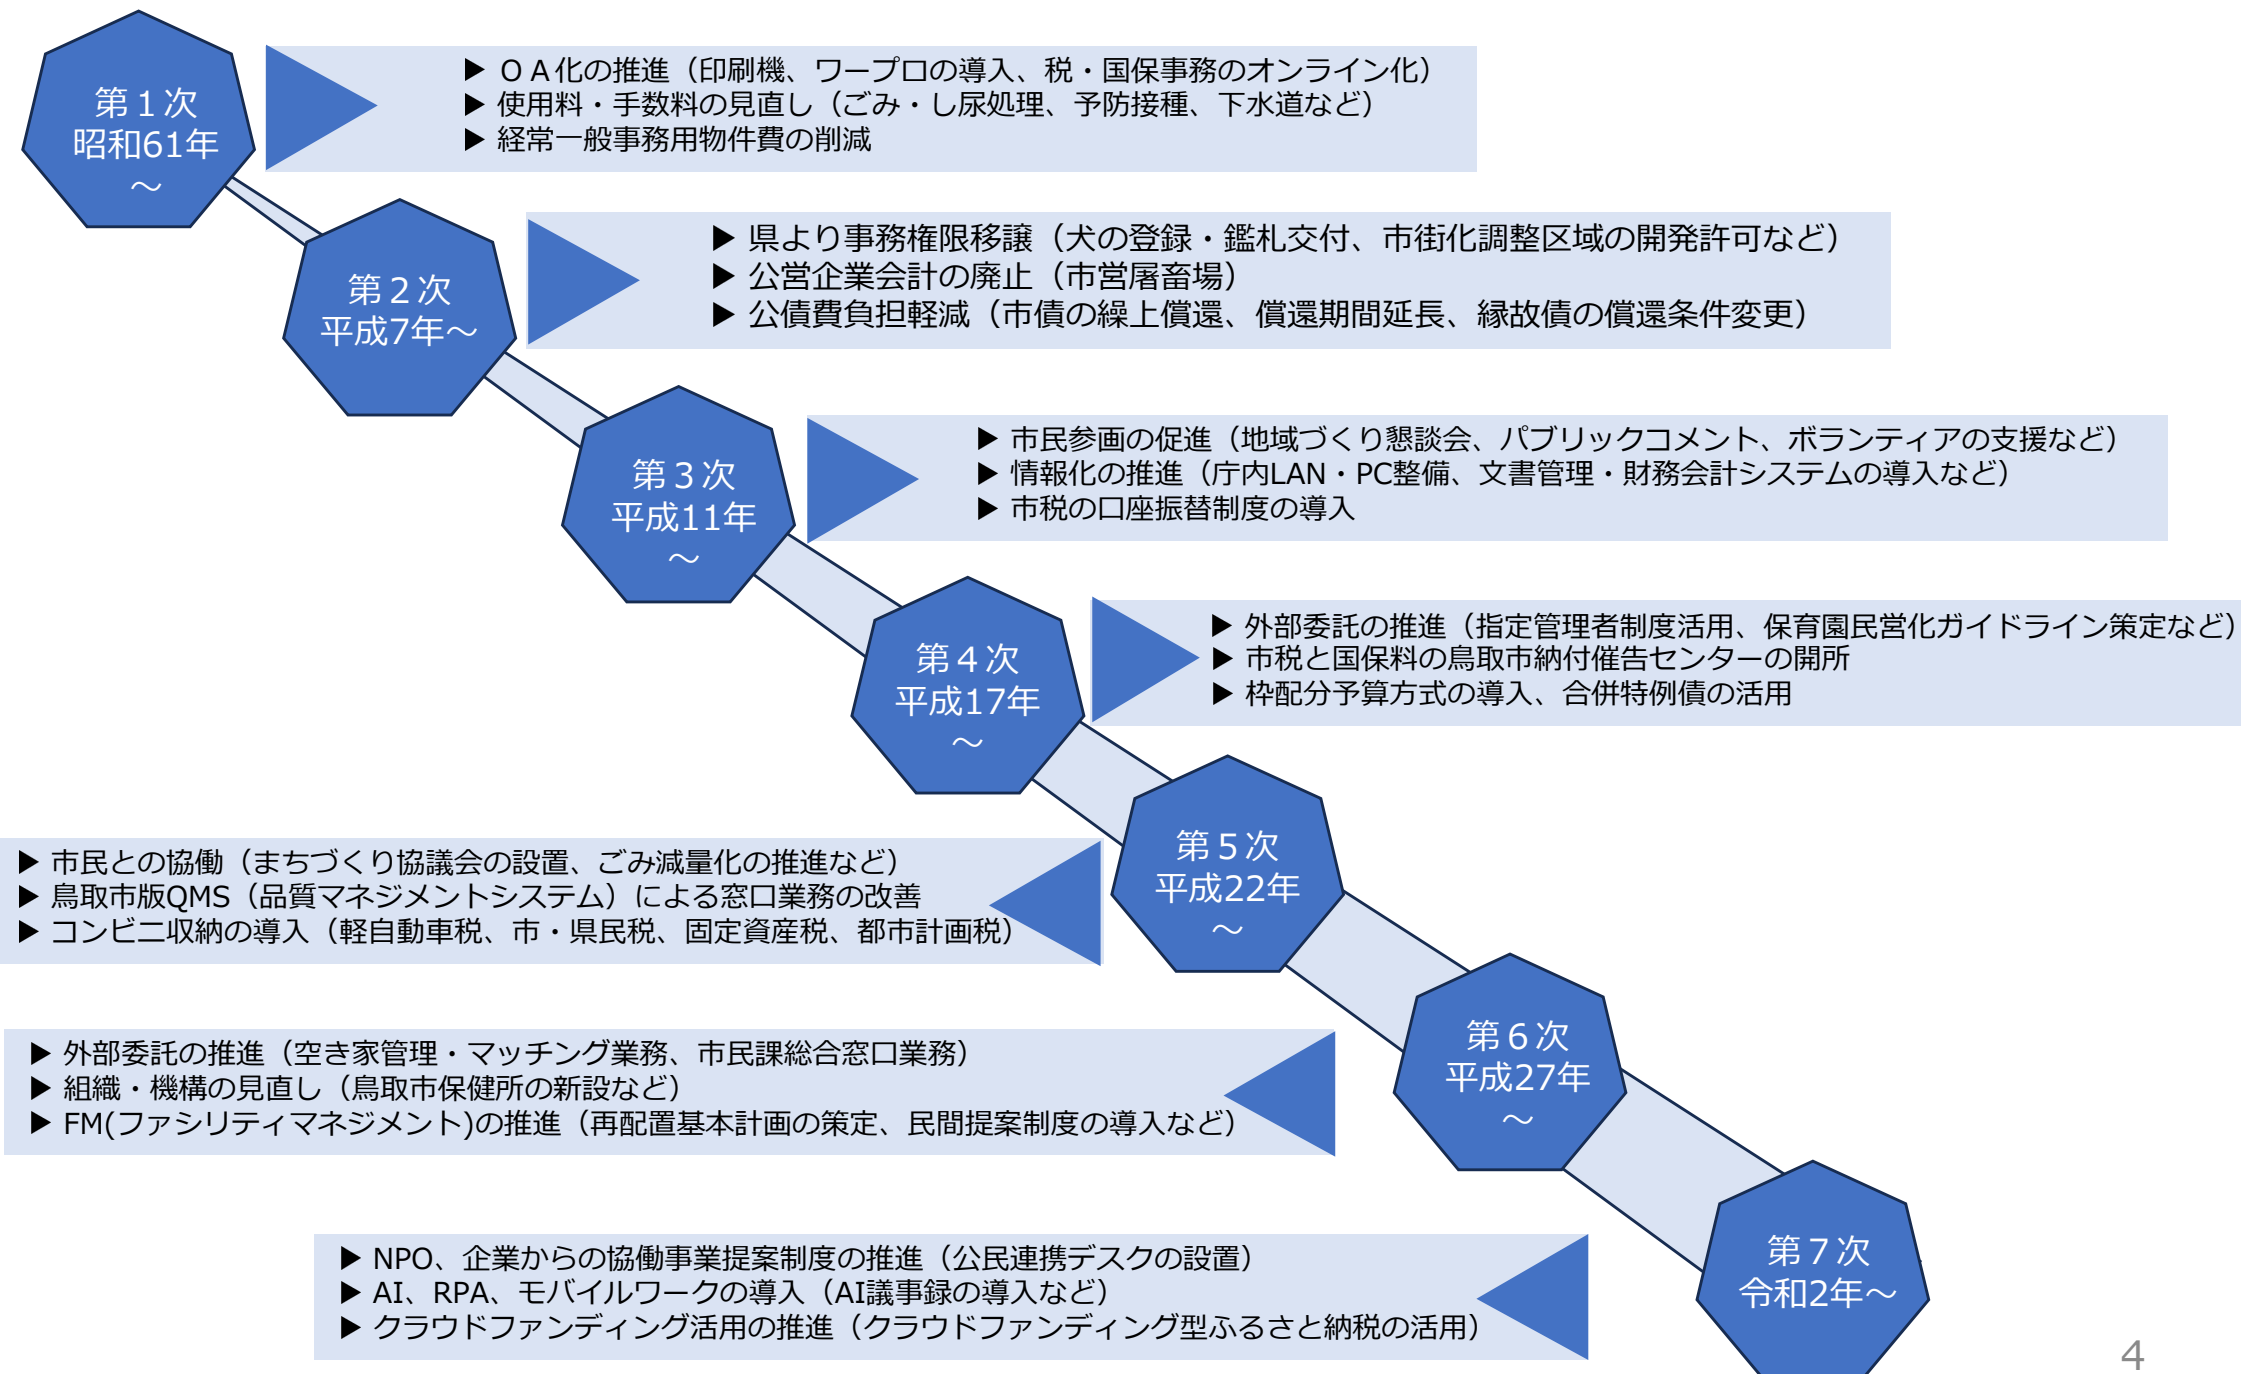 第１次
昭和61年
～
▶ ＯＡ化の推進（印刷機、ワープロの導入、税・国保事務のオンライン化）
▶ 使用料・手数料の見直し（ごみ・し尿処理、予防接種、下水道など）
▶ 経常一般事務用物件費の削減
第２次
平成7年～
▶ 県より事務権限移譲（犬の登録・鑑札交付、市街化調整区域の開発許可など）
▶ 公営企業会計の廃止（市営屠畜場）
▶ 公債費負担軽減（市債の繰上償還、償還期間延長、縁故債の償還条件変更）
第３次
平成11年
～
▶ 市民参画の促進（地域づくり懇談会、パブリックコメント、ボランティアの支援など）
▶ 情報化の推進（庁内LAN・PC整備、文書管理・財務会計システムの導入など）
▶ 市税の口座振替制度の導入
第４次
平成17年
～
▶ 外部委託の推進（指定管理者制度活用、保育園民営化ガイドライン策定など）
▶ 市税と国保料の鳥取市納付催告センターの開所
▶ 枠配分予算方式の導入、合併特例債の活用
第５次
平成22年
～
▶ 市民との協働（まちづくり協議会の設置、ごみ減量化の推進など）
▶ 鳥取市版QMS（品質マネジメントシステム）による窓口業務の改善
▶ コンビニ収納の導入（軽自動車税、市・県民税、固定資産税、都市計画税）
第６次
平成27年
～
▶ 外部委託の推進（空き家管理・マッチング業務、市民課総合窓口業務）
▶ 組織・機構の見直し（鳥取市保健所の新設など）
▶ FM(ファシリティマネジメント)の推進（再配置基本計画の策定、民間提案制度の導入など）
第７次
令和2年～
▶ NPO、企業からの協働事業提案制度の推進（公民連携デスクの設置）
▶ AI、RPA、モバイルワークの導入（AI議事録の導入など）
▶ クラウドファンディング活用の推進（クラウドファンディング型ふるさと納税の活用）
4